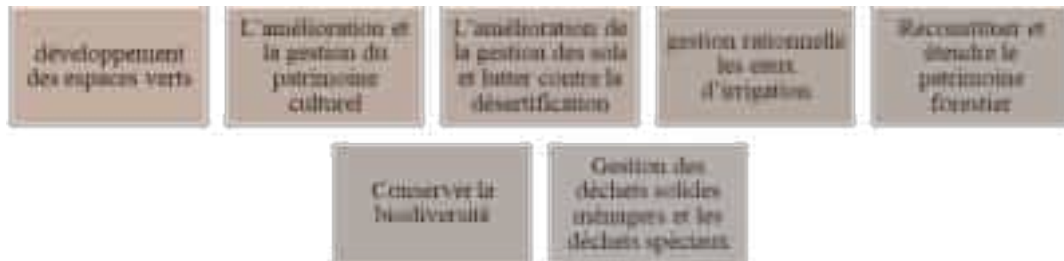 développement
des espaces verts
L'amélioration et
la gestion du
patrimoine
culturel
L'amélioration de
la gestion des sols
et lutter contre la
désertification
gestion rationnelle
les eaux
d'irrigation
Reconstituer et
étendre le
patrimoine
forestier
Conserver la
biodiversité
Gestion des
déchets solides
ménagers et les
déchets spéciaux